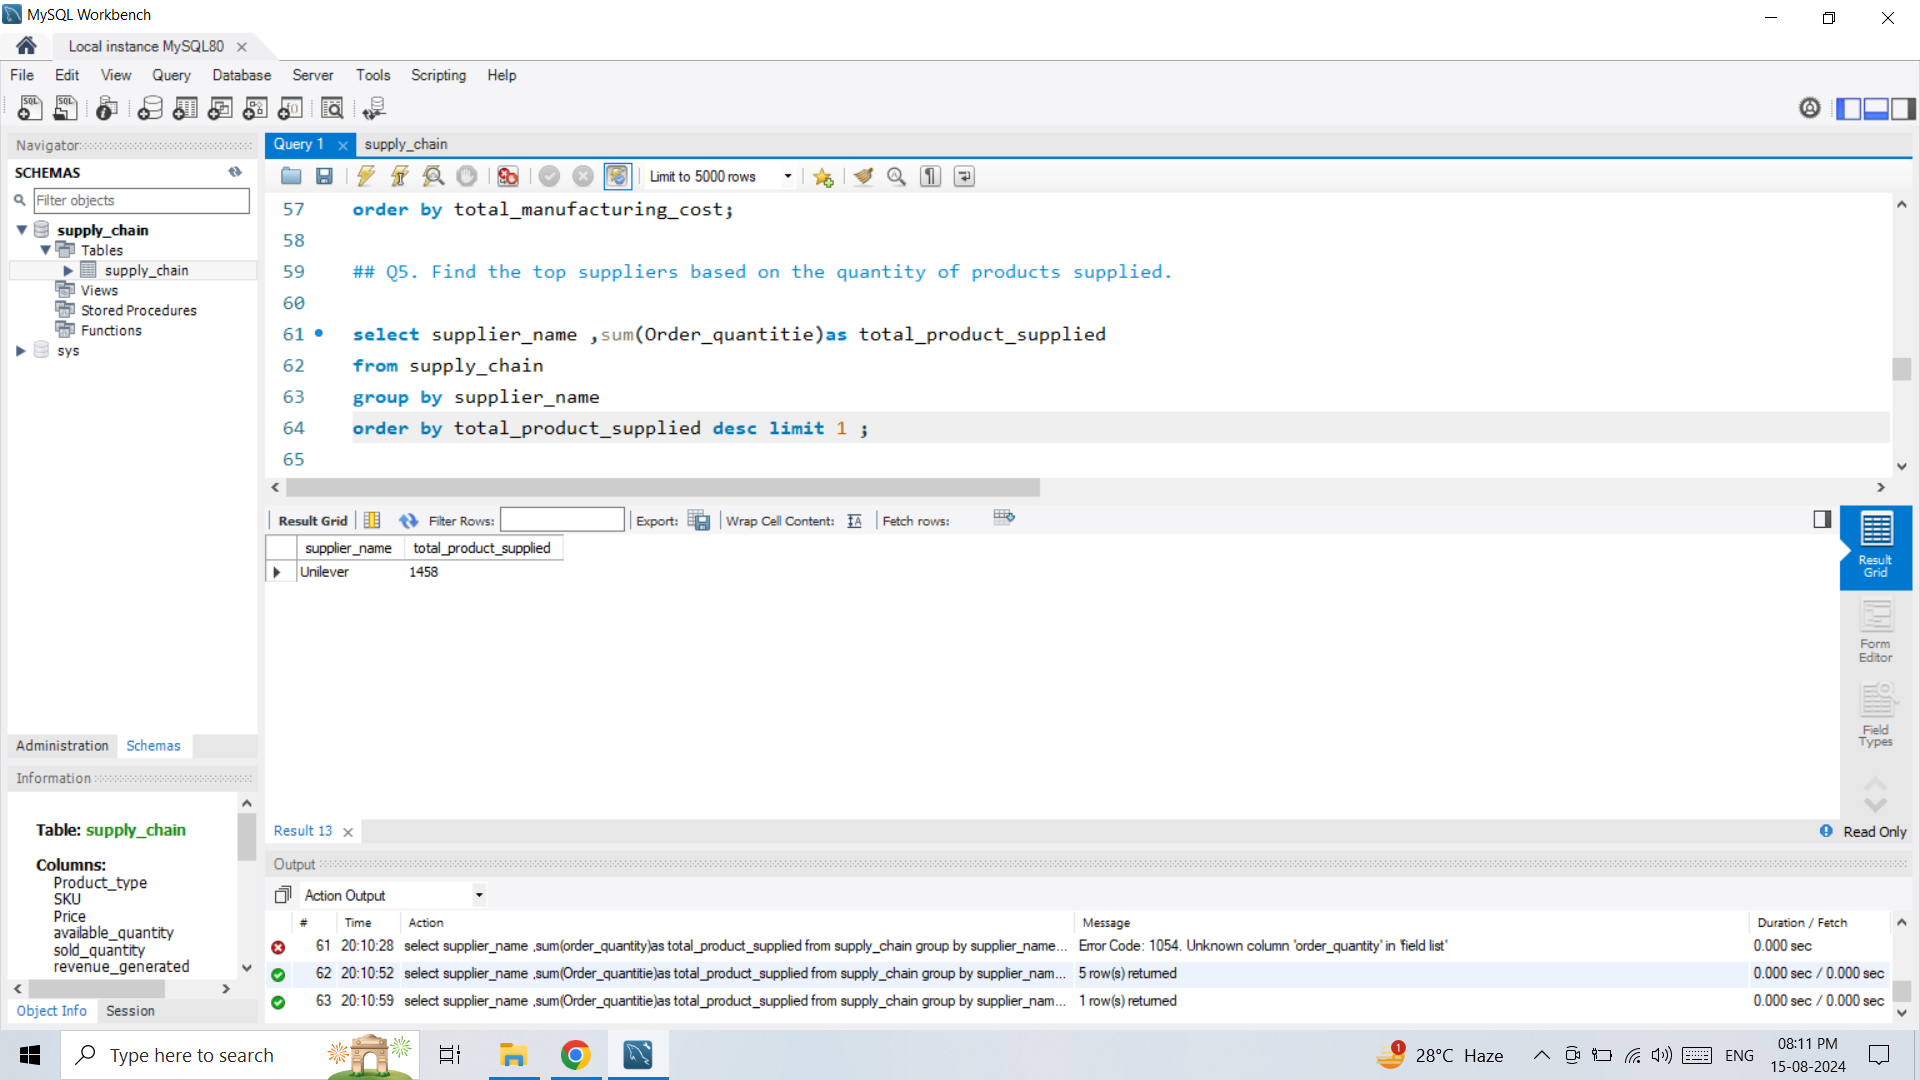 MySQL Workbench
Local instance MySQL80
File Edit View Query Database Server Tools Scripting Help
Navigator
SCHEMAS
Filter objects
supply_chain
Tables
supply_chain
Views
Stored Procedures
Functions
sys
Administration Schemas
Information
Table: supply_chain
Columns:
Product_type
SKU
Price
available_quantity
sold_quantity
revenue_generated
Object Info Session
Query 1 supply_chain
Limit to 5000 rows
57 order by total_manufacturing_cost;
58
59 ## Q5. Find the top suppliers based on the quantity of products supplied.
60
61 select supplier_name ,sum(Order_quantitie)as total_product_supplied
62 from supply_chain
63 group by supplier_name
64 order by total_product_supplied desc limit 1 ;
65
Result Grid Filter Rows: Export: Wrap Cell Content: Fetch rows:
supplier_name total_product_supplied
Unilever 1458
Result Grid
Form Editor
Field Types
Result 13 Read Only
Output
Action Output
# Time Action Message Duration / Fetch
61 20:10:28 select supplier_name ,sum(order_quantity)as total_product_supplied from supply_chain group by supplier_name... Error Code: 1054. Unknown column 'order_quantity' in 'field list' 0.000 sec
62 20:10:52 select supplier_name ,sum(Order_quantitie)as total_product_supplied from supply_chain group by supplier_nam... 5 row(s) returned 0.000 sec / 0.000 sec
63 20:10:59 select supplier_name ,sum(Order_quantitie)as total_product_supplied from supply_chain group by supplier_nam... 1 row(s) returned 0.000 sec / 0.000 sec
Type here to search
1
28°C Haze
ENG
08:11 PM
15-08-2024